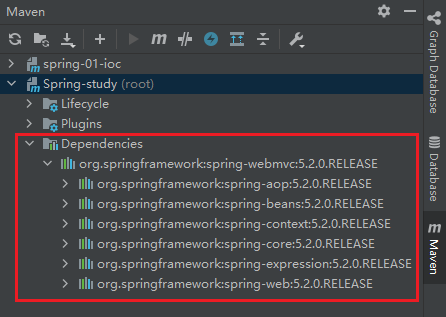 Maven
spring-01-ioc
Spring-study (root)
Lifecycle
Plugins
Dependencies
org.springframework:spring-webmvc:5.2.0.RELEASE
org.springframework:spring-aop:5.2.0.RELEASE
org.springframework:spring-beans:5.2.0.RELEASE
org.springframework:spring-context:5.2.0.RELEASE
org.springframework:spring-core:5.2.0.RELEASE
org.springframework:spring-expression:5.2.0.RELEASE
org.springframework:spring-web:5.2.0.RELEASE
Graph Database
Database
Maven